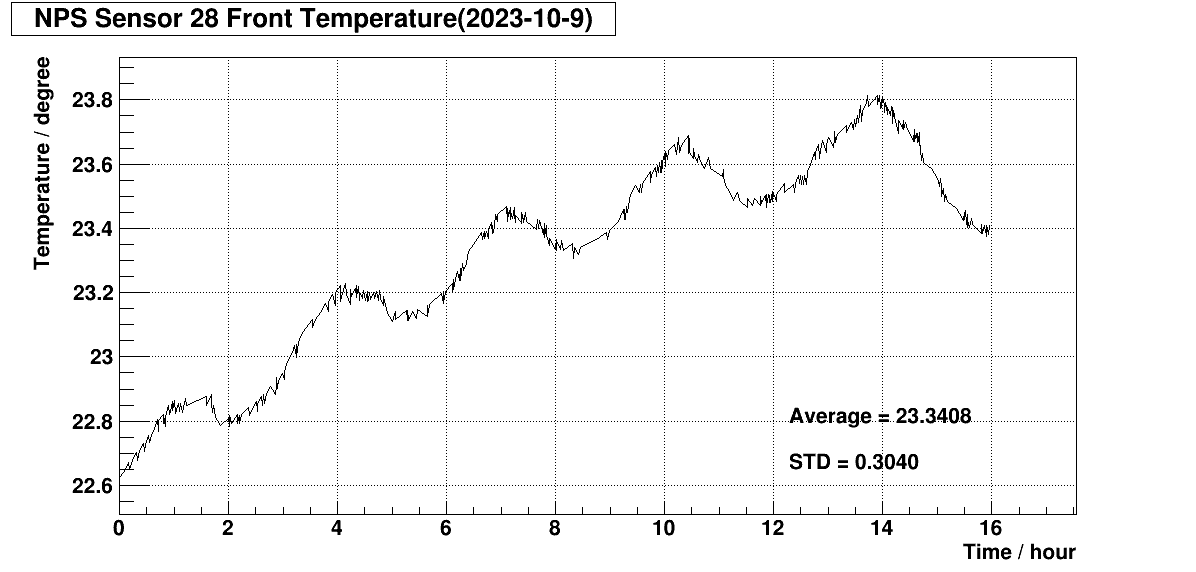 NPS Sensor 28 Front Temperature(2023-10-9)
Temperature / degree
23.8
23.6
23.4
23.2
23
22.8
22.6
Average = 23.3408
STD = 0.3040
0 2 4 6 8 10 12 14 16
Time / hour